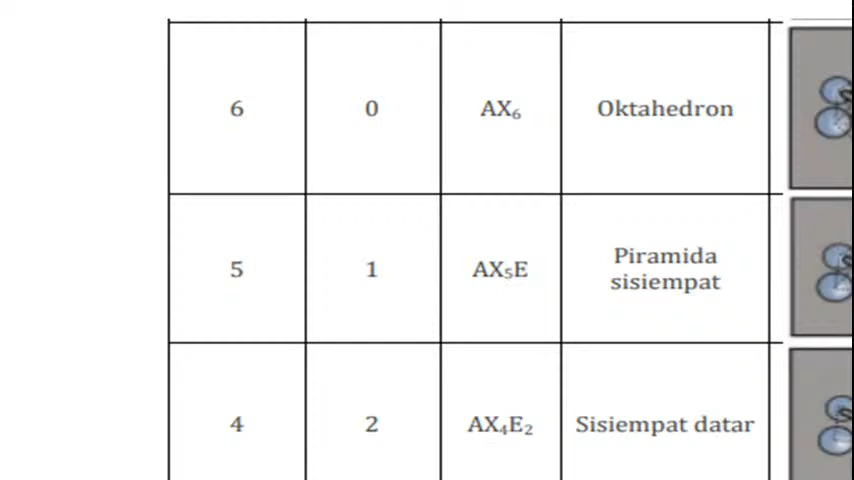 6 0 AX₆ Oktahedron
5 1 AX₅E Piramida
sisiempat
4 2 AX₄E₂ Sisiempat datar